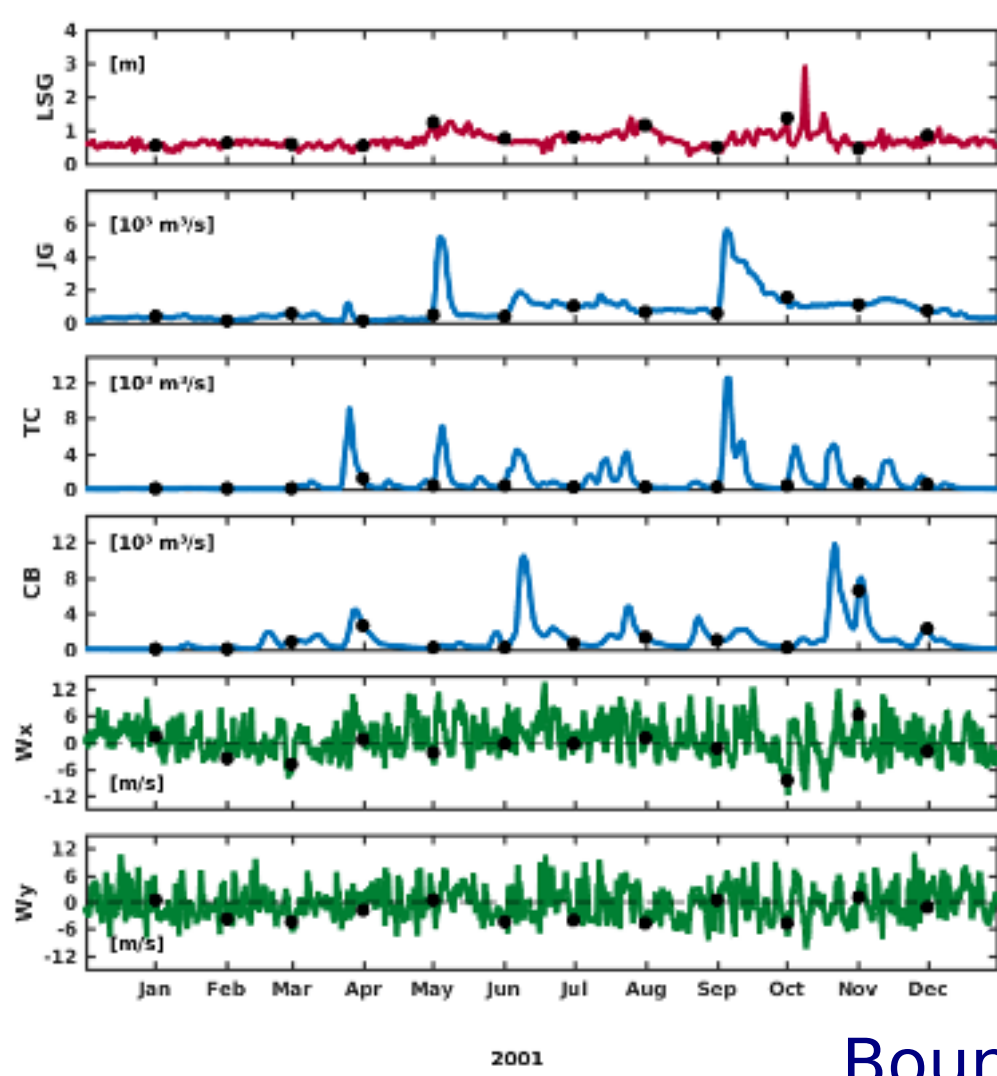 4
3
2
1
0
LSG
[m]
6
4
2
0
JG
[10³ m³/s]
12
8
4
0
TC
[10³ m³/s]
12
8
4
0
CB
[10³ m³/s]
12
6
0
-6
-12
Wx
[m/s]
12
6
0
-6
-12
Wy
[m/s]
Jan Feb Mar Apr May Jun Jul Aug Sep Oct Nov Dec
2001
Boun